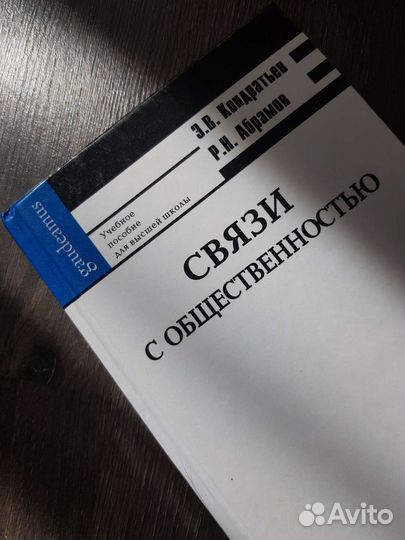 Э.В. Кондратьев
Р.Н. Абрамов
gaudeamus
Учебное
пособие
для высшей школы
СВЯЗИ
С ОБЩЕСТВЕННОСТЬЮ
Avito